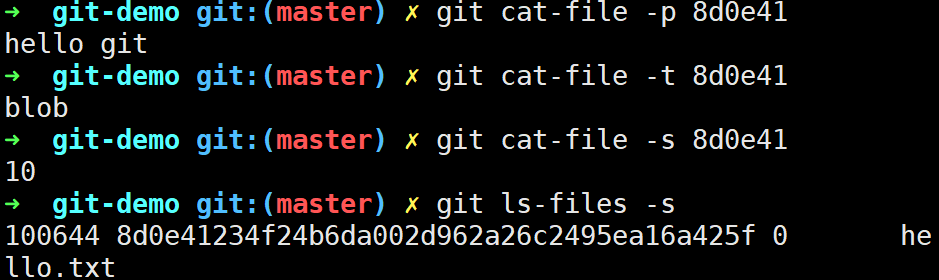 ➜  git-demo git:(master) ✗ git cat-file -p 8d0e41
hello git
➜  git-demo git:(master) ✗ git cat-file -t 8d0e41
blob
➜  git-demo git:(master) ✗ git cat-file -s 8d0e41
10
➜  git-demo git:(master) ✗ git ls-files -s
100644 8d0e41234f24b6da002d962a26c2495ea16a425f 0       he
llo.txt